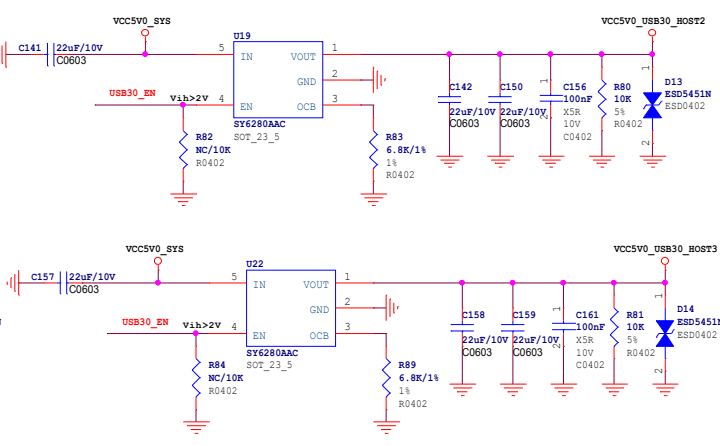 VCC5V0_SYS
VCC5V0_USB30_HOST2
U19
C141
22uF/10V
C0603
5
IN
VOUT
1
GND
2
USB30_EN
Vih>2V
4
EN
OCB
3
SY6280AAC
SOT_23_5
R82
NC/10K
R0402
R83
6.8K/1%
1%
R0402
C142
22uF/10V
C0603
C150
22uF/10V
C0603
1
C156
100nF
2
X5R
10V
C0402
R80
10K
5%
R0402
1
D13
ESD5451N
ESD0402
2
VCC5V0_SYS
VCC5V0_USB30_HOST3
U22
C157
22uF/10V
C0603
5
IN
VOUT
1
GND
2
USB30_EN
Vih>2V
4
EN
OCB
3
SY6280AAC
SOT_23_5
R84
NC/10K
R0402
R89
6.8K/1%
1%
R0402
C158
22uF/10V
C0603
C159
22uF/10V
C0603
1
C161
100nF
2
X5R
10V
C0402
R81
10K
5%
R0402
1
D14
ESD5451N
ESD0402
2